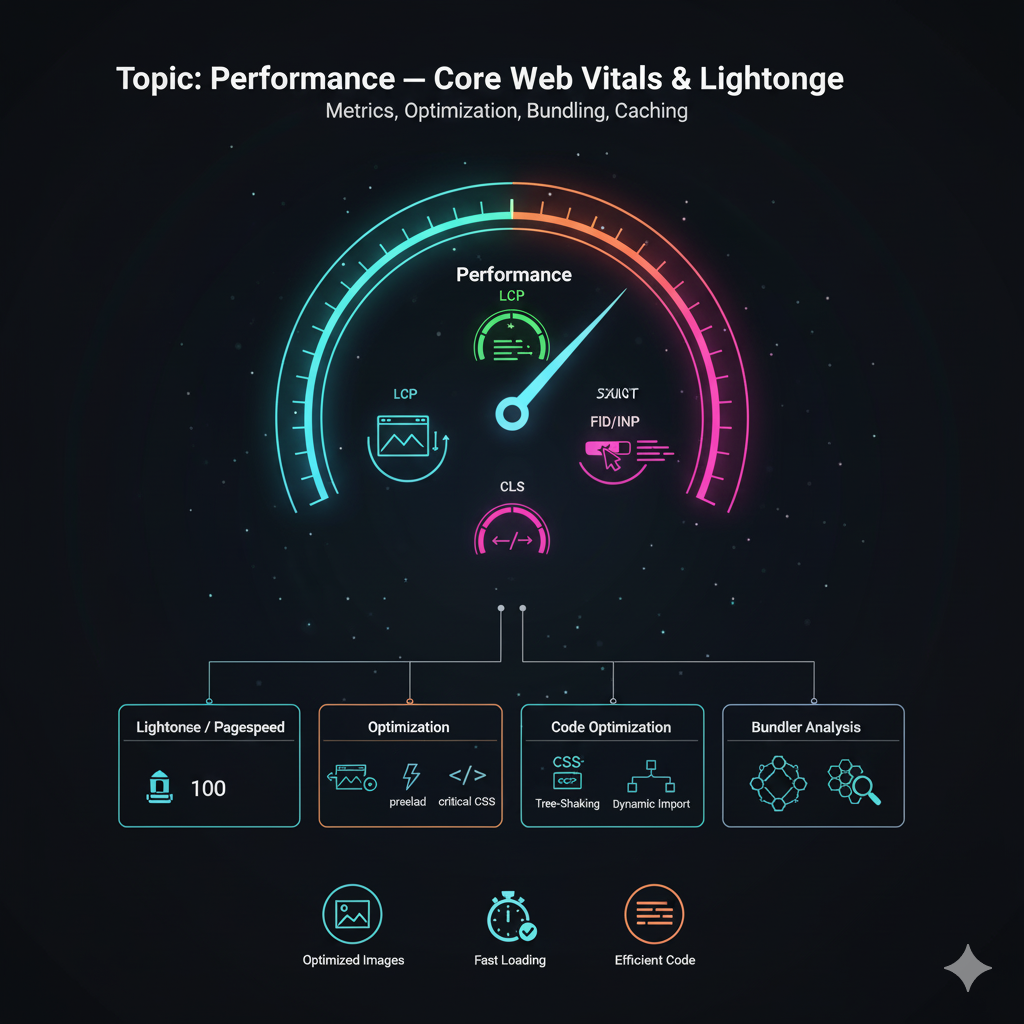 Topic: Performance — Core Web Vitals & Lightonge
Metrics, Optimization, Bundling, Caching
Performance
LCP
LCP
FID/INP
CLS
Lightonee / Pagespeed
Optimization
Code Optimization
Bundler Analysis
100
preelad
critical CSS
CSS-
Tree-Shaking
Dynamic Import
Optimized Images
Fast Loading
Efficient Code